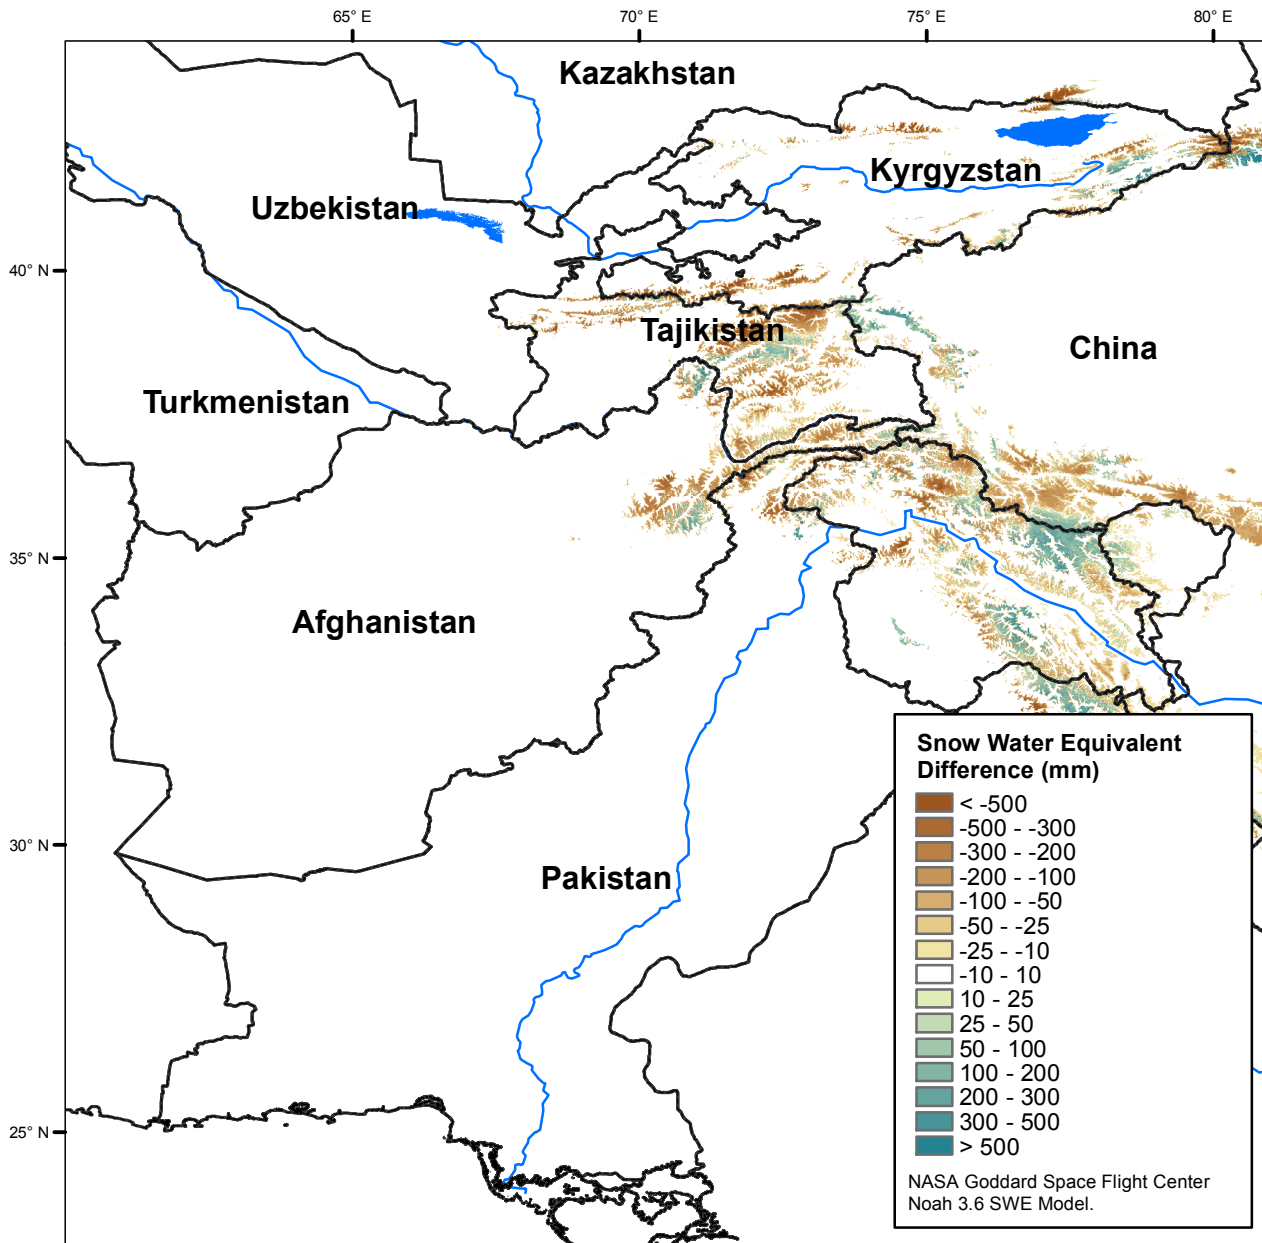 65° E
70° E
75° E
80° E
Kazakhstan
Kyrgyzstan
Uzbekistan
40° N
Tajikistan
China
Turkmenistan
35° N
Afghanistan
30° N
Pakistan
25° N
Snow Water Equivalent
Difference (mm)
< -500
-500 - -300
-300 - -200
-200 - -100
-100 - -50
-50 - -25
-25 - -10
-10 - 10
10 - 25
25 - 50
50 - 100
100 - 200
200 - 300
300 - 500
> 500
NASA Goddard Space Flight Center
Noah 3.6 SWE Model.